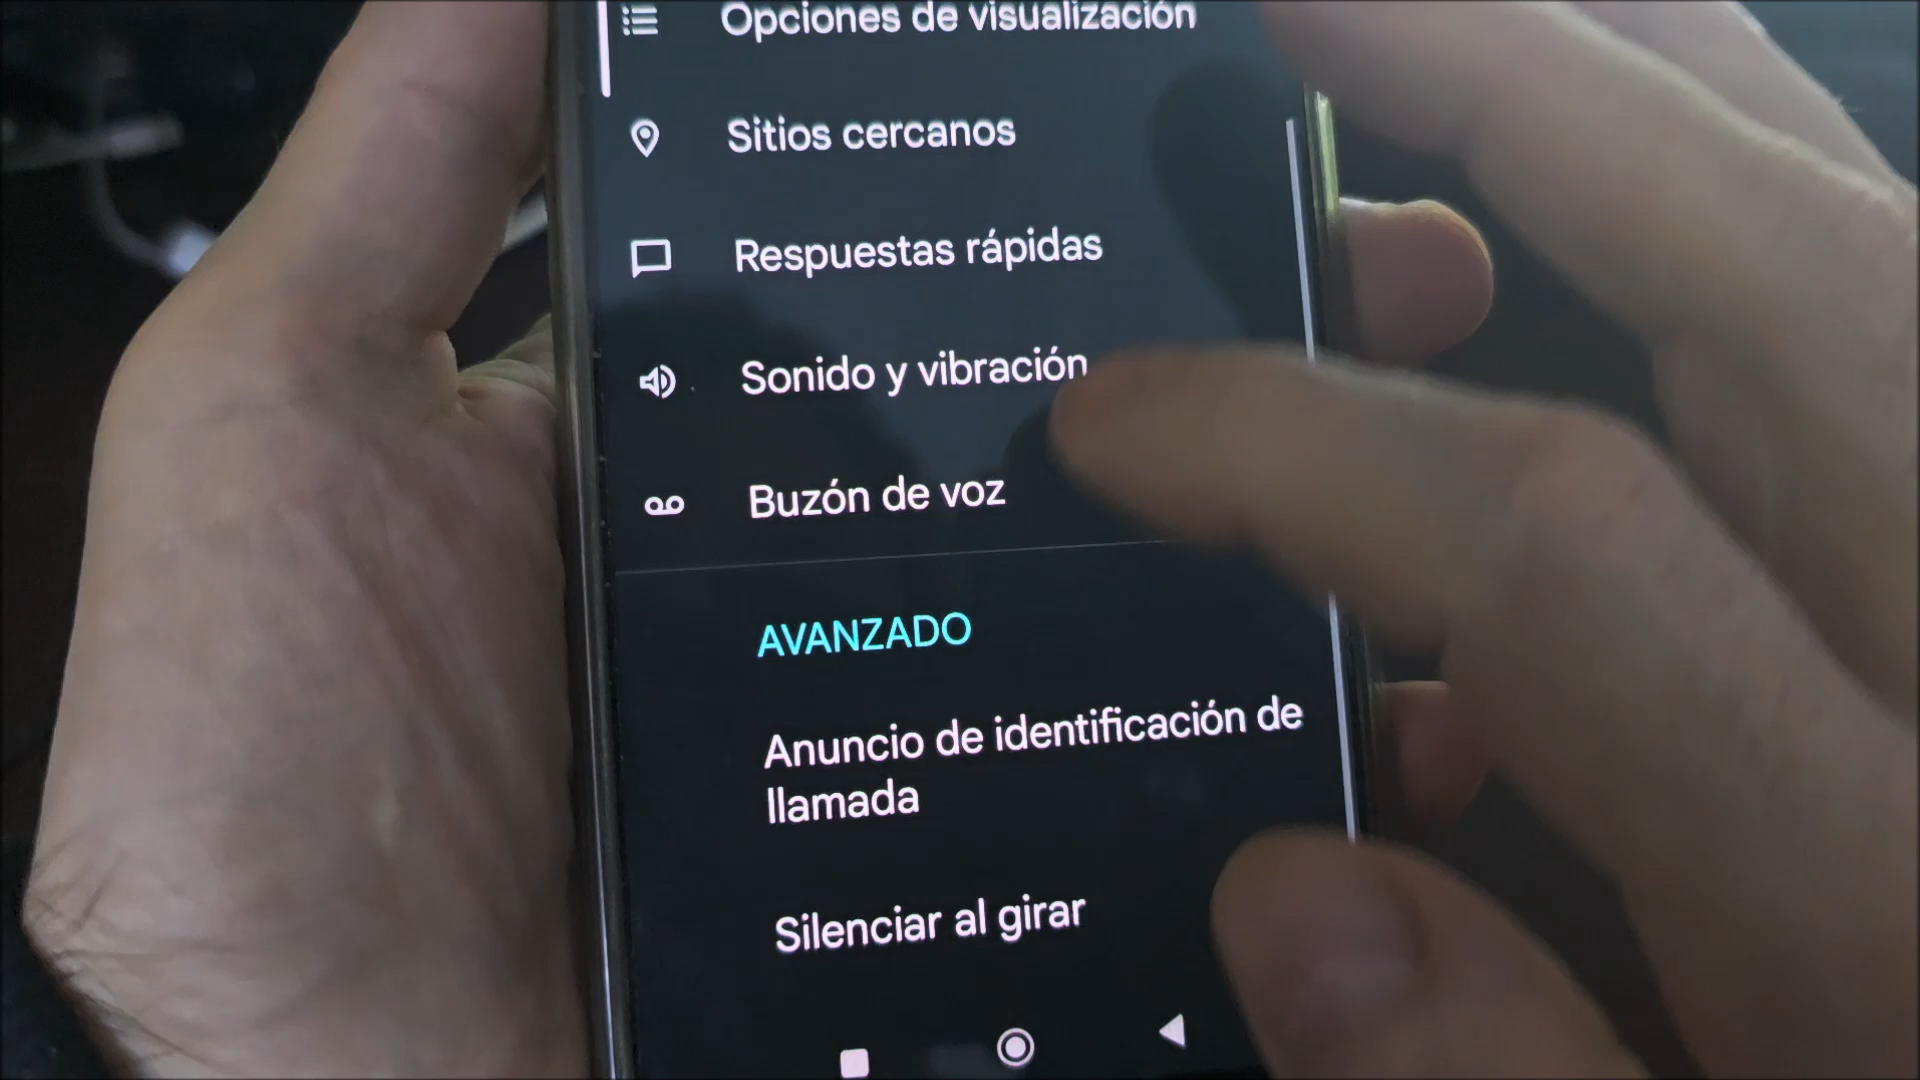 Opciones de visualización
Sitios cercanos
Respuestas rápidas
Sonido y vibración
Buzón de voz
AVANZADO
Anuncio de identificación de
llamada
Silenciar al girar